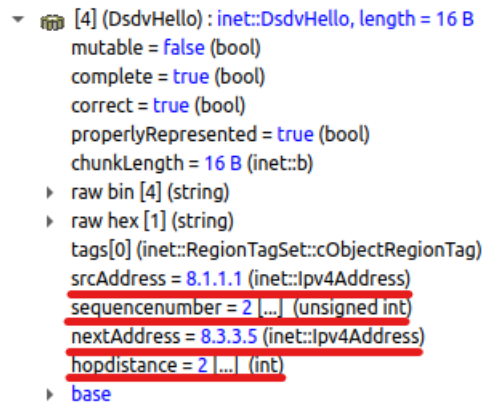 [4] (DsdvHello) : inet::DsdvHello, length = 16 B
mutable = false (bool)
complete = true (bool)
correct = true (bool)
properlyRepresented = true (bool)
chunkLength = 16 B (inet::b)
raw bin [4] (string)
raw hex [1] (string)
tags[0] (inet::RegionTagSet::cObjectRegionTag)
srcAddress = 8.1.1.1 (inet::Ipv4Address)
sequencenumber = 2 [...] (unsigned int)
nextAddress = 8.3.3.5 (inet::Ipv4Address)
hopdistance = 2 [...] (int)
base